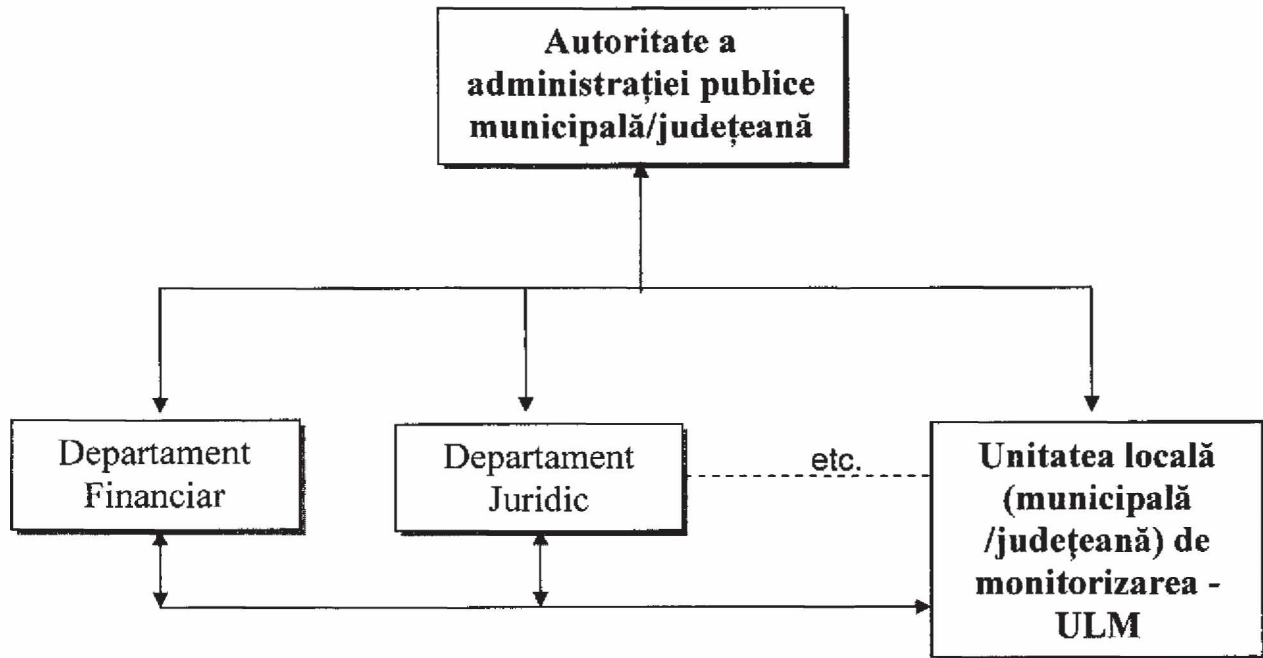 Autoritate a
administrației publice
municipală/județeană
Departament
Financiar
Departament
Juridic
etc.
Unitatea locală
(municipală
/județeană) de
monitorizarea -
ULM